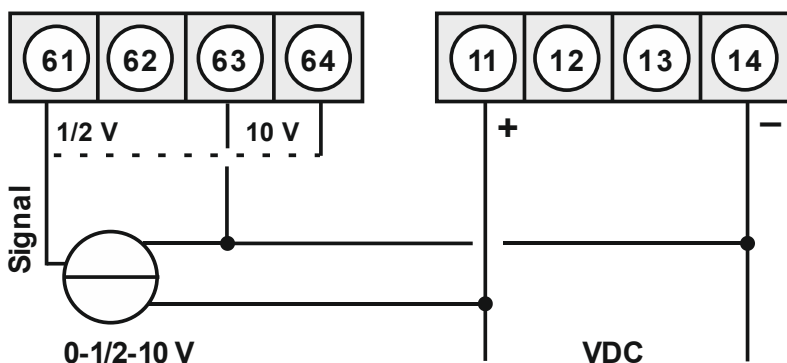 61 62 63 64 11 12 13 14
1/2 V 10 V + –
Signal
0-1/2-10 V VDC